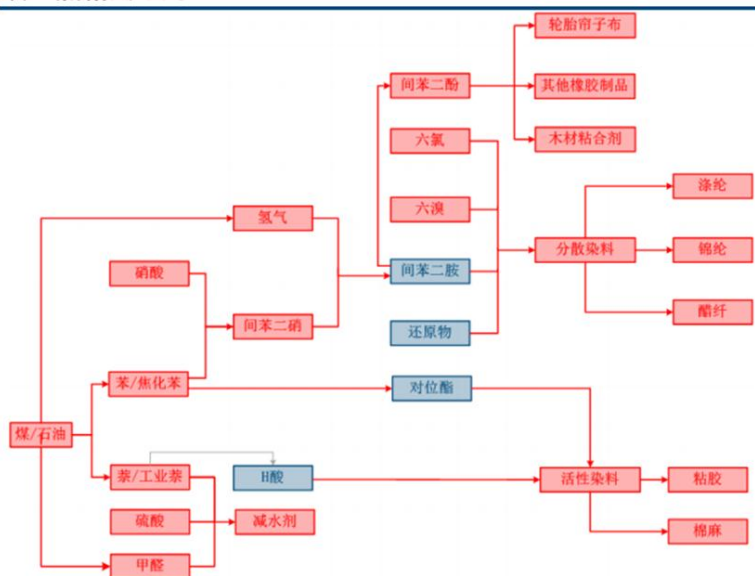 轮胎帘子布
间苯二酚
其他橡胶制品
六氯
木材粘合剂
涤纶
六溴
氢气
分散染料
锦纶
硝酸
间苯二胺
醋纤
间苯二硝
还原物
苯/焦化苯
对位酯
煤/石油
萘/工业萘
H酸
活性染料
粘胶
硫酸
减水剂
棉麻
甲醛